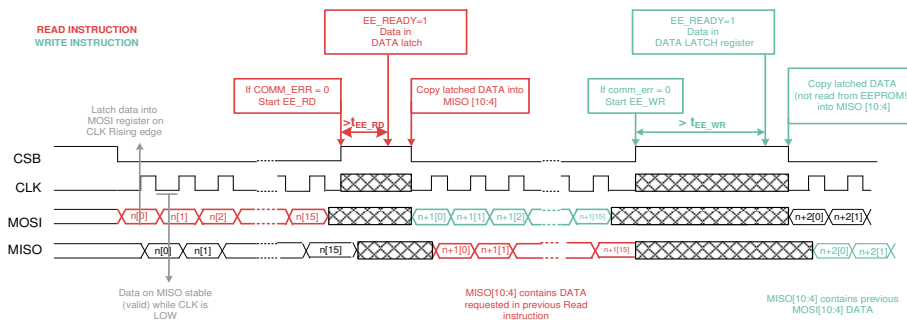 READ INSTRUCTION
WRITE INSTRUCTION
EE_READY=1
Data in
DATA latch
EE_READY=1
Data in
DATA LATCH register
Latch data into
MOSI register on
CLK Rising edge
If COMM_ERR = 0
Start EE_RD
Copy latched DATA into
MISO [10:4]
If comm_err = 0
Start EE_WR
Copy latched DATA
(not read from EEPROM!)
into MISO [10:4]
>tEE_RD
> tEE_WR
CSB
CLK
MOSI
n[0] n[1] n[2] n[15] n+1[0] n+1[1] n+1[2] n+1[15] n+2[0] n+2[1]
MISO
n[0] n[1] n[15] n+1[0] n+1[1] n+1[15] n+2[0] n+2[1]
Data on MISO stable
(valid) while CLK is
LOW
MISO[10:4] contains DATA
requested in previous Read
instruction
MISO[10:4] contains previous
MOSI[10:4] DATA